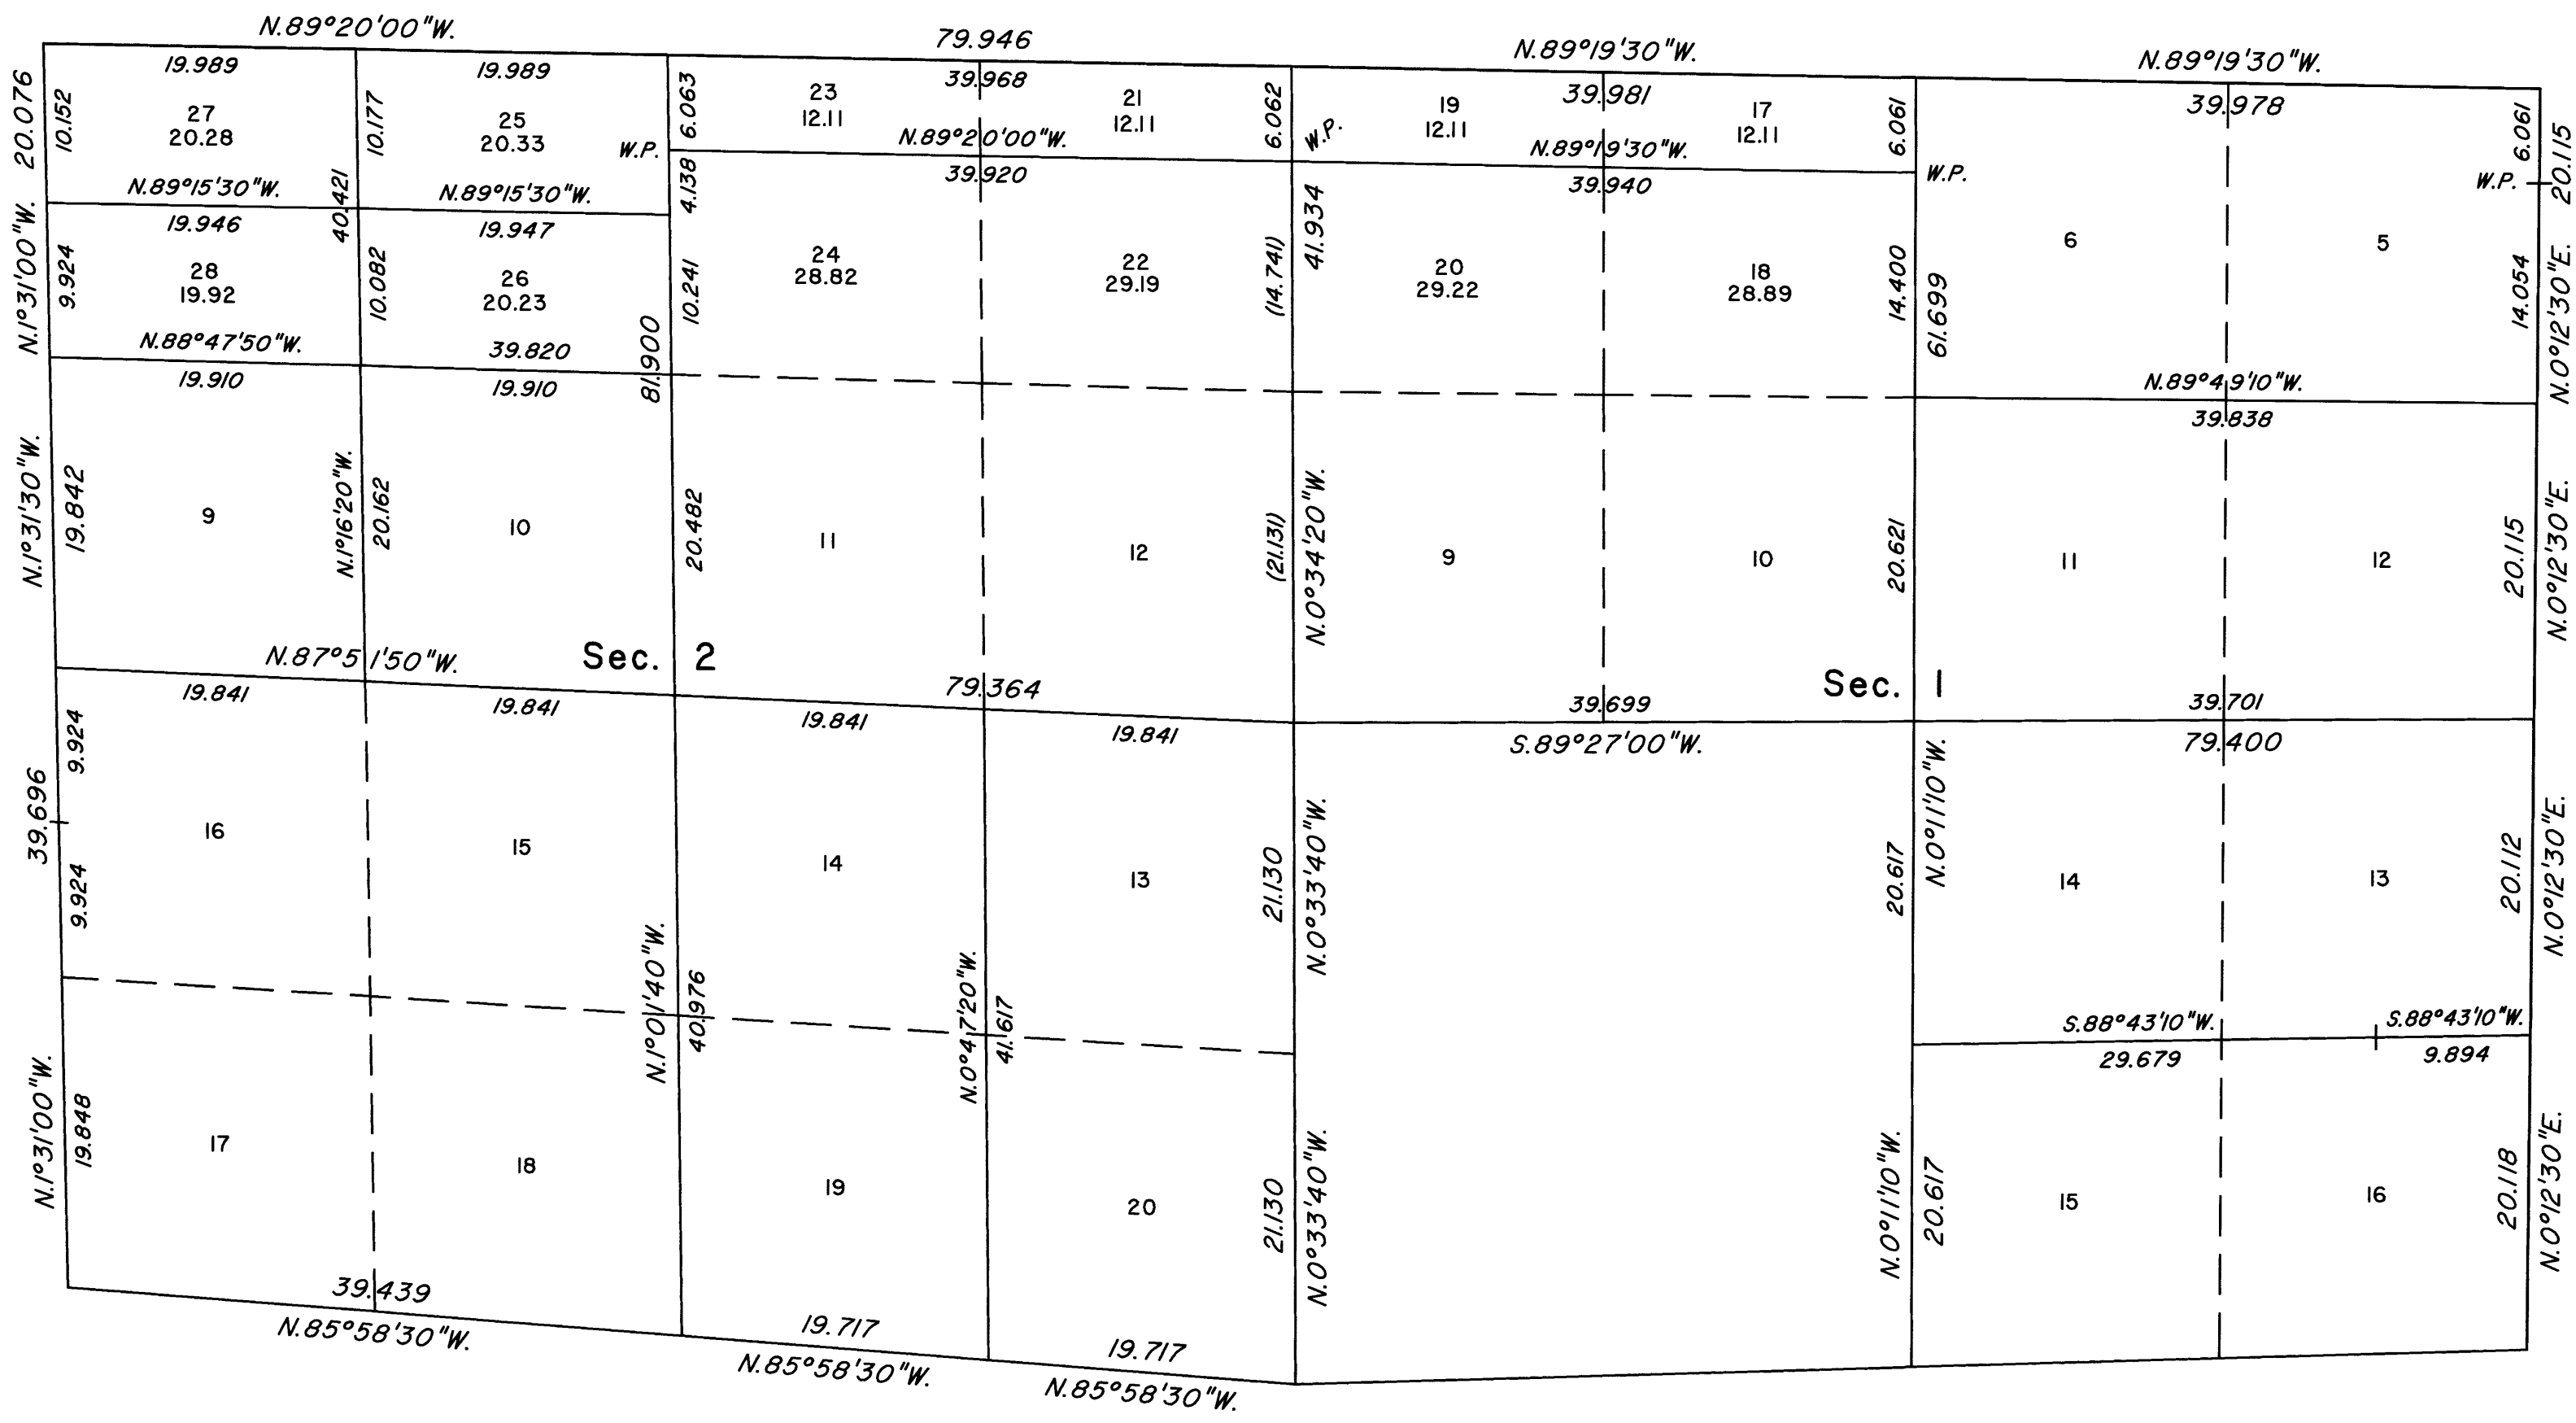 N.89°20'00"W.
79.946
N.89°19'30"W.
N.89°19'30"W.
19.989
19.989
39.968
39.981
39.978
20.076
10.152
27
20.28
10.177
25
20.33
W.P.
6.063
23
12.11
21
12.11
6.062
W.P.
19
12.11
17
12.11
6.061
W.P.
6.061
W.P.
20.115
N.89°20'00"W.
39.920
N.89°19'30"W.
39.940
N.89°15'30"W.
40.421
N.89°15'30"W.
4.138
19.946
19.947
N.1°31'00"W.
9.924
28
19.92
10.082
26
20.23
10.241
24
28.82
22
29.19
(14.741)
41.934
20
29.22
18
28.89
14.400
61.699
6
5
14.054
N.0°12'30"E.
N.88°47'50"W.
39.820
81.900
19.910
19.910
N.89°49'10"W.
39.838
N.1°31'30"W.
19.842
9
N.1°16'20"W.
20.162
10
20.482
11
12
(21.131)
N.0°34'20"W.
9
10
20.621
11
12
20.115
N.0°12'30"E.
N.87°51'50"W.
Sec. 2
79.364
39.699
Sec. 1
39.701
19.841
19.841
19.841
19.841
S.89°27'00"W.
79.400
39.696
9.924
9.924
16
15
14
13
21.130
N.0°33'40"W.
20.617
N.0°11'10"W.
14
13
20.112
N.0°12'30"E.
N.1°01'40"W.
40.976
N.0°47'20"W.
41.617
S.88°43'10"W.
S.88°43'10"W.
29.679
9.894
N.1°31'00"W.
19.848
17
18
19
20
21.130
N.0°33'40"W.
N.0°11'10"W.
20.617
15
16
20.118
N.0°12'30"E.
39.439
N.85°58'30"W.
19.717
N.85°58'30"W.
19.717
N.85°58'30"W.